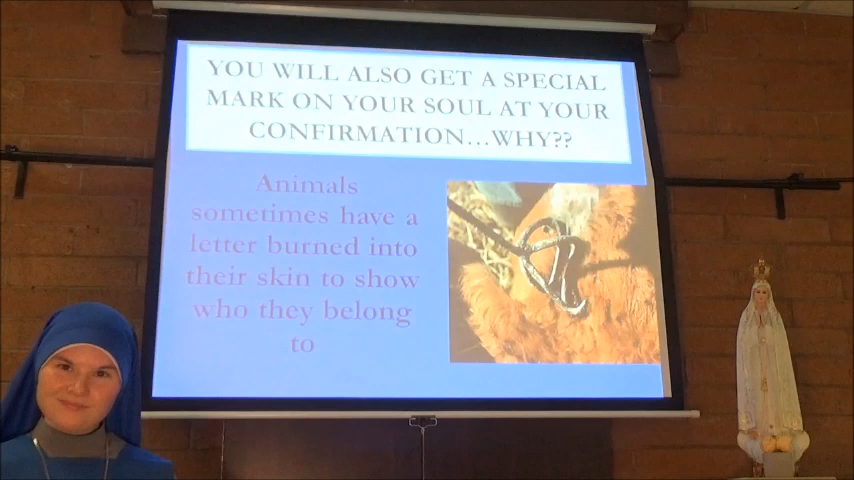 YOU WILL ALSO GET A SPECIAL
MARK ON YOUR SOUL AT YOUR
CONFIRMATION...WHY??
Animals
sometimes have a
letter burned into
their skin to show
who they belong
to